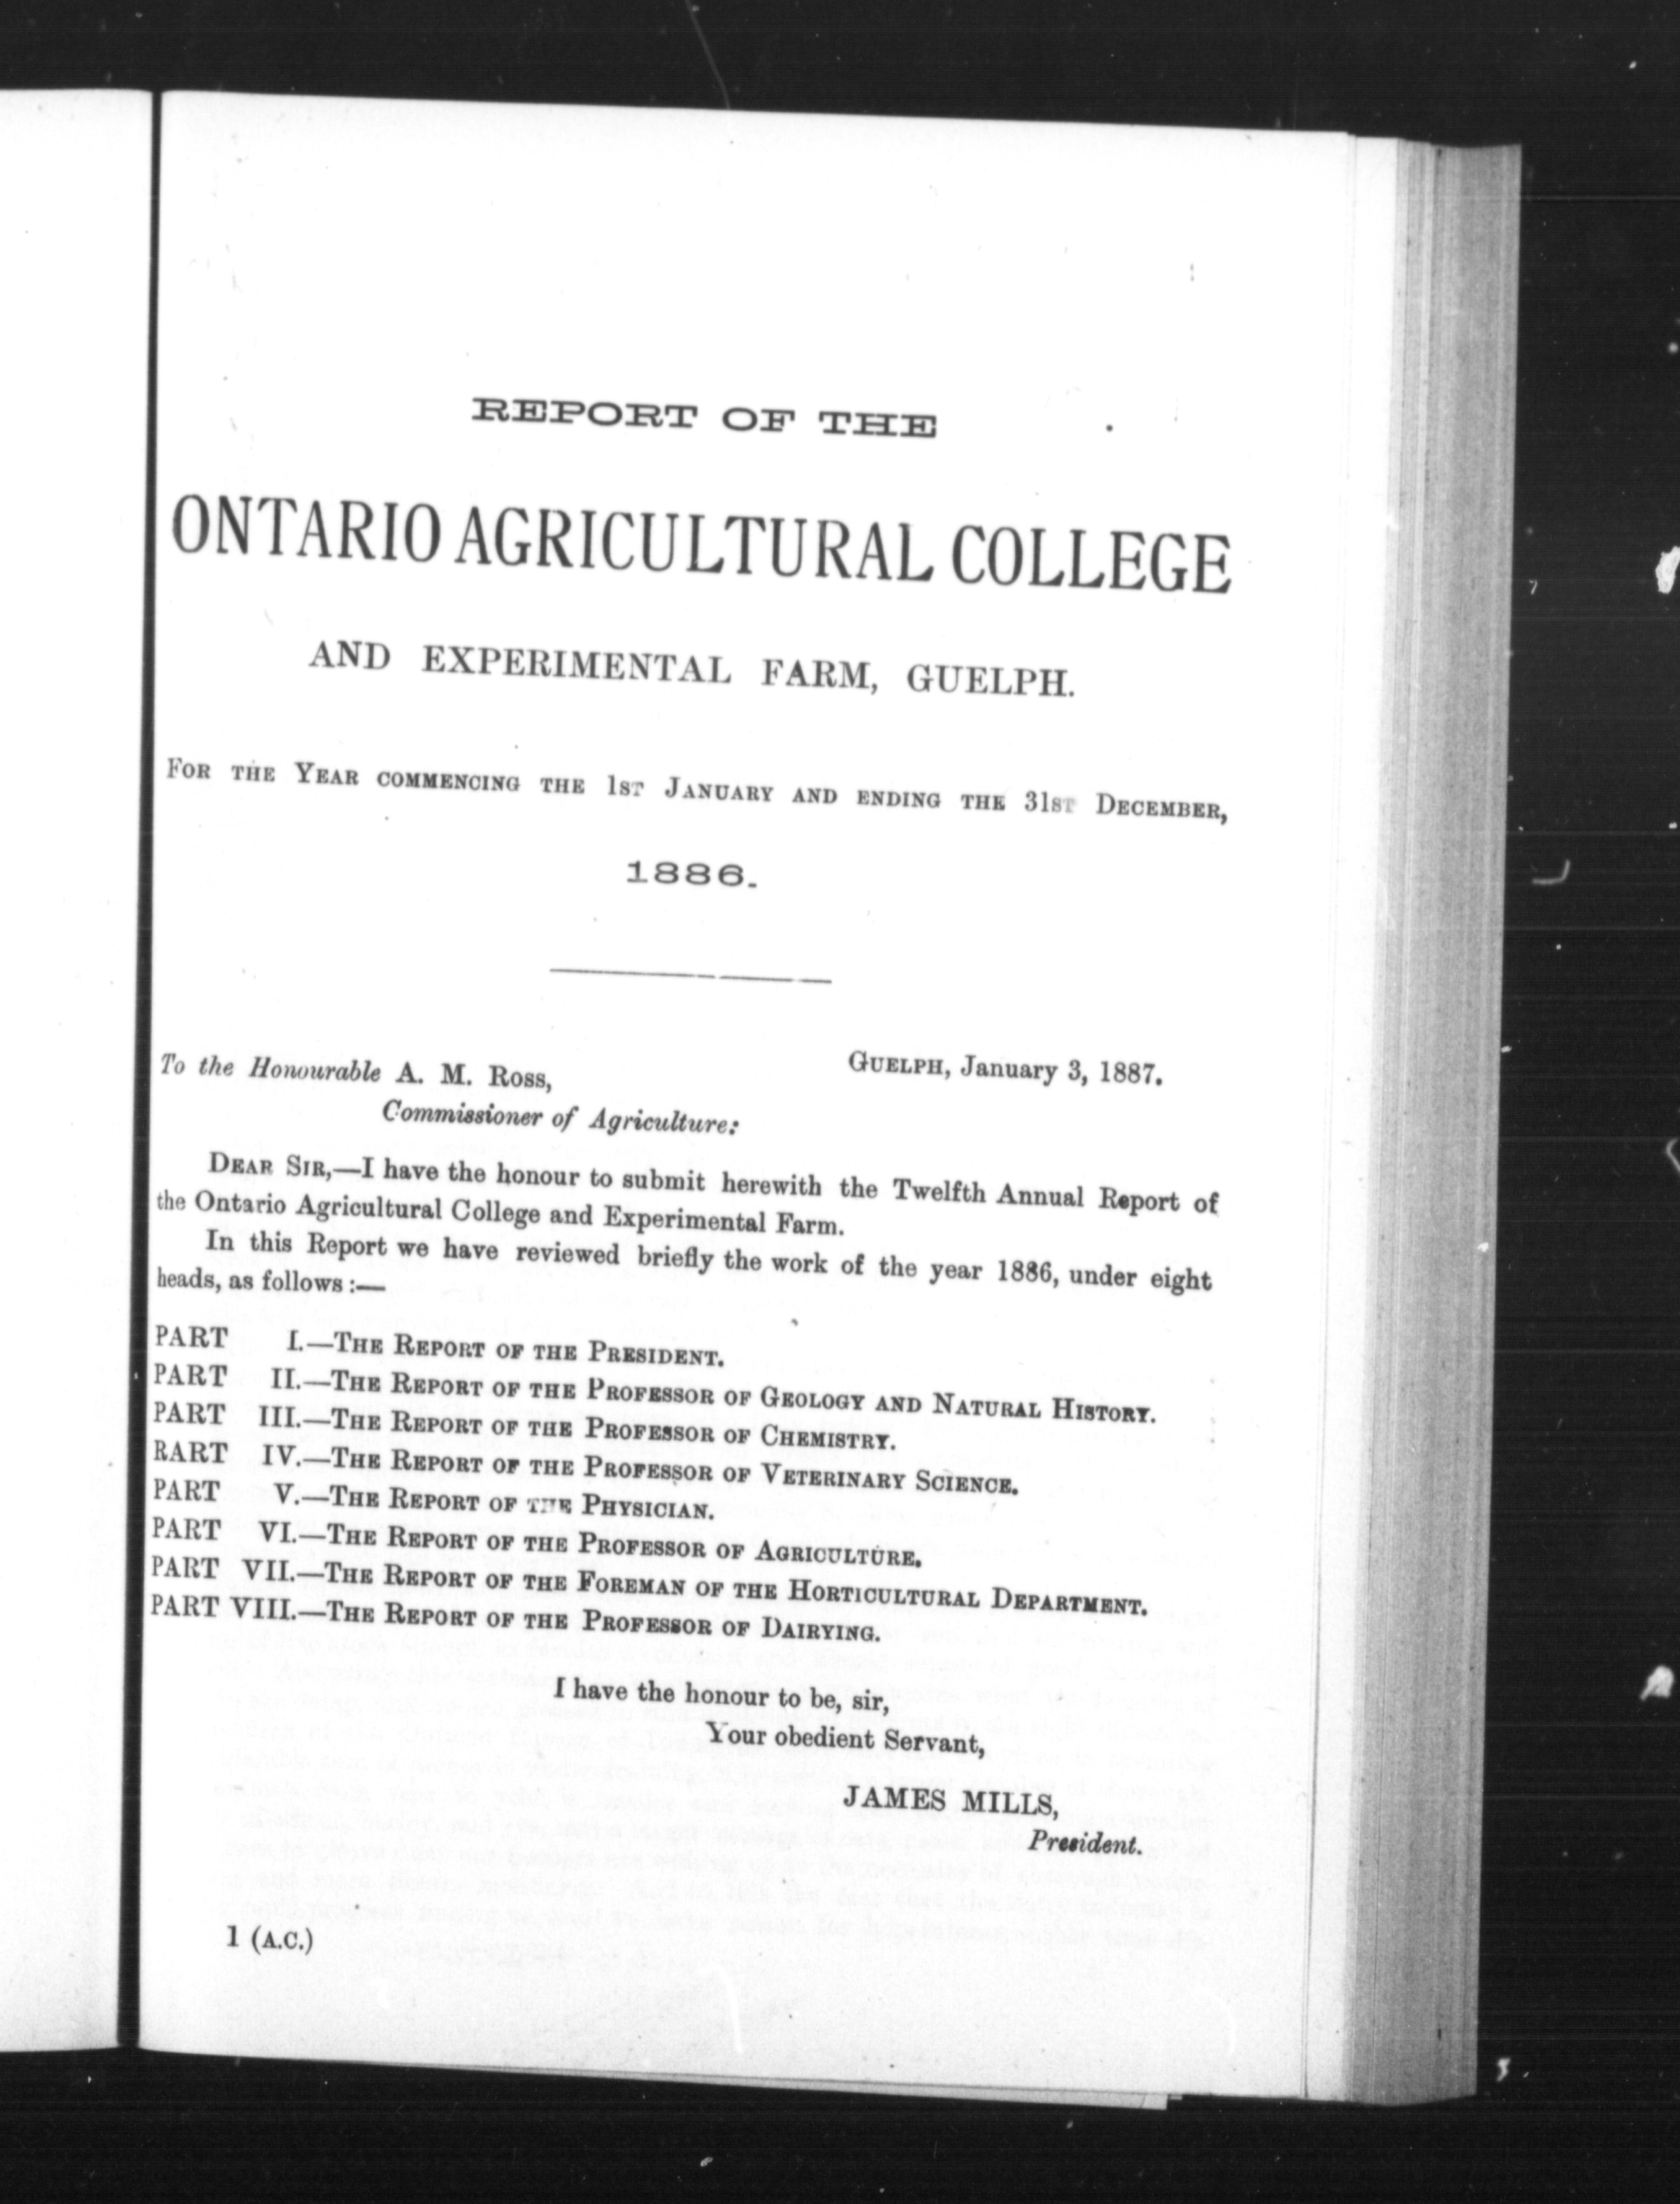 REPORT OF THE
ONTARIO AGRICULTURAL COLLEGE
AND EXPERIMENTAL FARM, GUELPH.
FOR THE YEAR COMMENCING THE 1ST JANUARY AND ENDING THE 31ST DECEMBER,
1886.
GUELPH, January 3, 1887.
To the Honourable A. M. ROSS,
Commissioner of Agriculture:
DEAR SIR,—I have the honour to submit herewith the Twelfth Annual Report of
the Ontario Agricultural College and Experimental Farm.
In this Report we have reviewed briefly the work of the year 1886, under eight
heads, as follows :—
PART I.—THE REPORT OF THE PRESIDENT.
PART II.—THE REPORT OF THE PROFESSOR OF GEOLOGY AND NATURAL HISTORY.
PART III.—THE REPORT OF THE PROFESSOR OF CHEMISTRY.
RART IV.—THE REPORT OF THE PROFESSOR OF VETERINARY SCIENCE.
PART V.—THE REPORT OF THE PHYSICIAN.
PART VI.—THE REPORT OF THE PROFESSOR OF AGRICULTURE.
PART VII.—THE REPORT OF THE FOREMAN OF THE HORTICULTURAL DEPARTMENT.
PART VIII.—THE REPORT OF THE PROFESSOR OF DAIRYING.
I have the honour to be, sir,
Your obedient Servant,
JAMES MILLS,
President.
1 (A.C.)